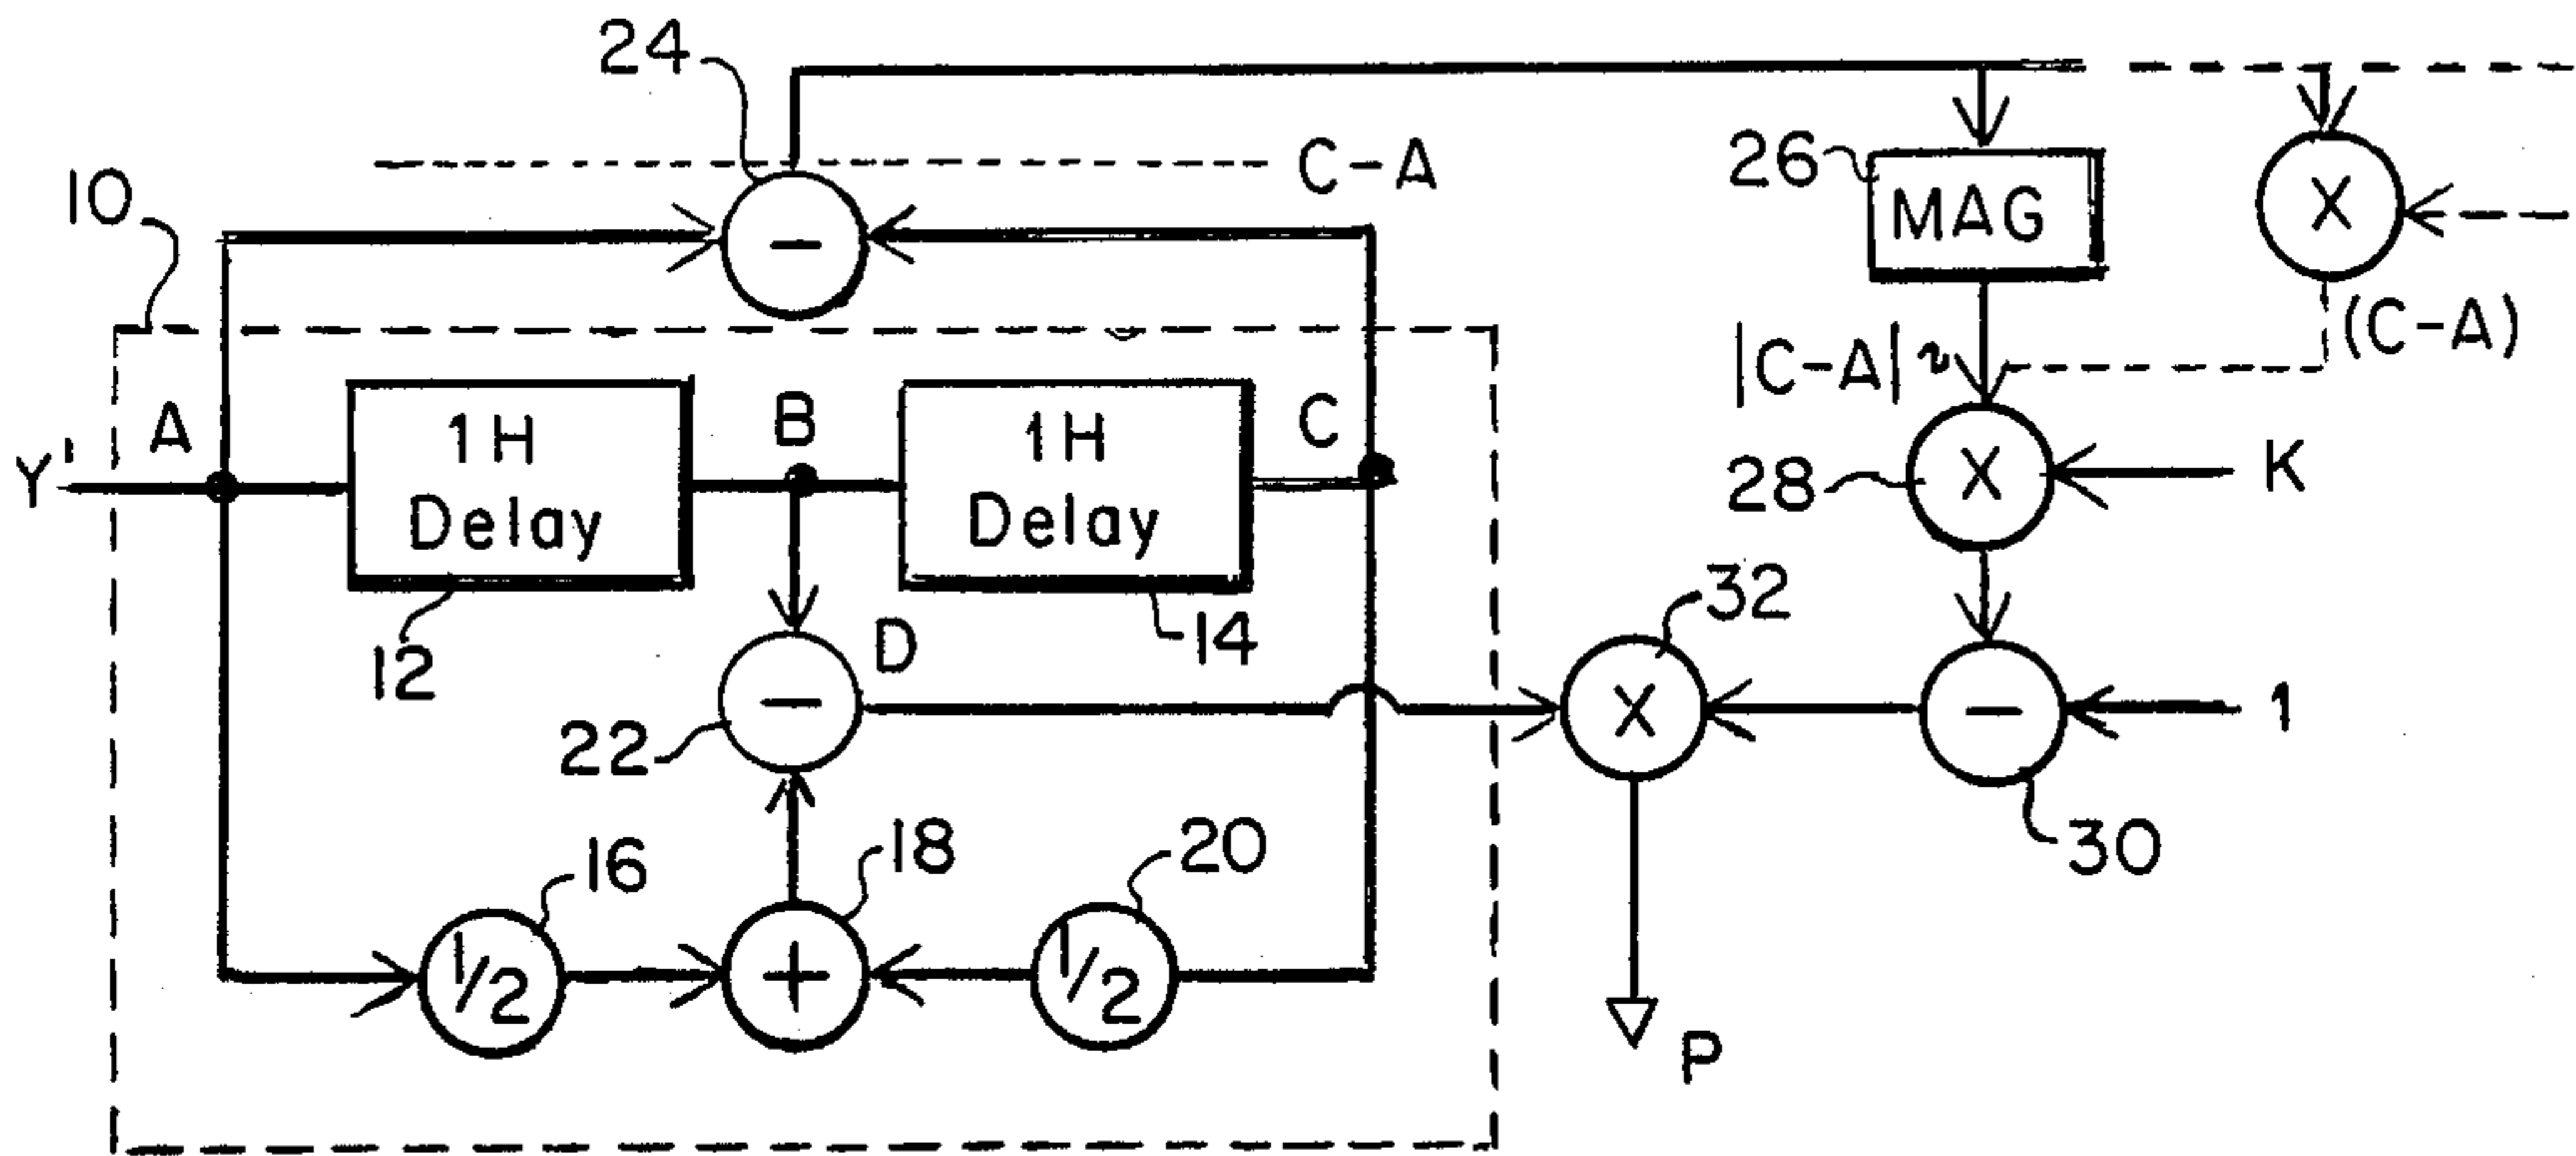 24
C-A
10
26
MAG
X
(C-A)
|C-A|
A
1H
Delay
B
1H
Delay
C
Y'
28
X
K
12
14
D
32
22
X
1
30
16
18
20
1/2
+
1/2
P